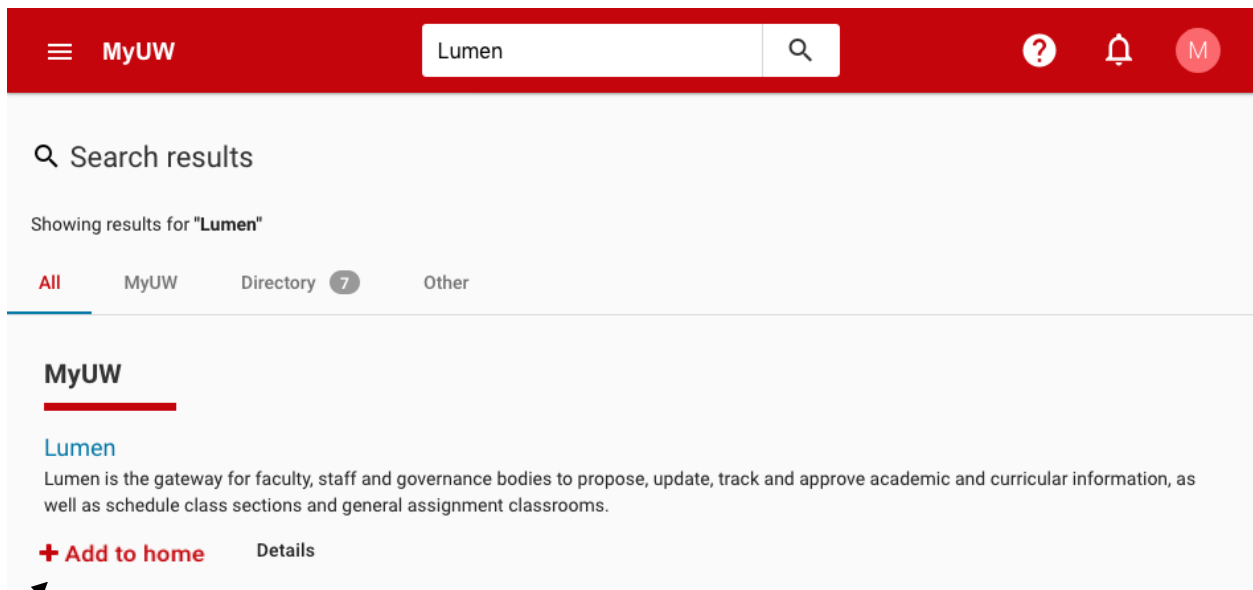 MyUW
Lumen
?
M
Search results
Showing results for "Lumen"
All
MyUW
Directory 7
Other
MyUW
Lumen
Lumen is the gateway for faculty, staff and governance bodies to propose, update, track and approve academic and curricular information, as
well as schedule class sections and general assignment classrooms.
+ Add to home
Details